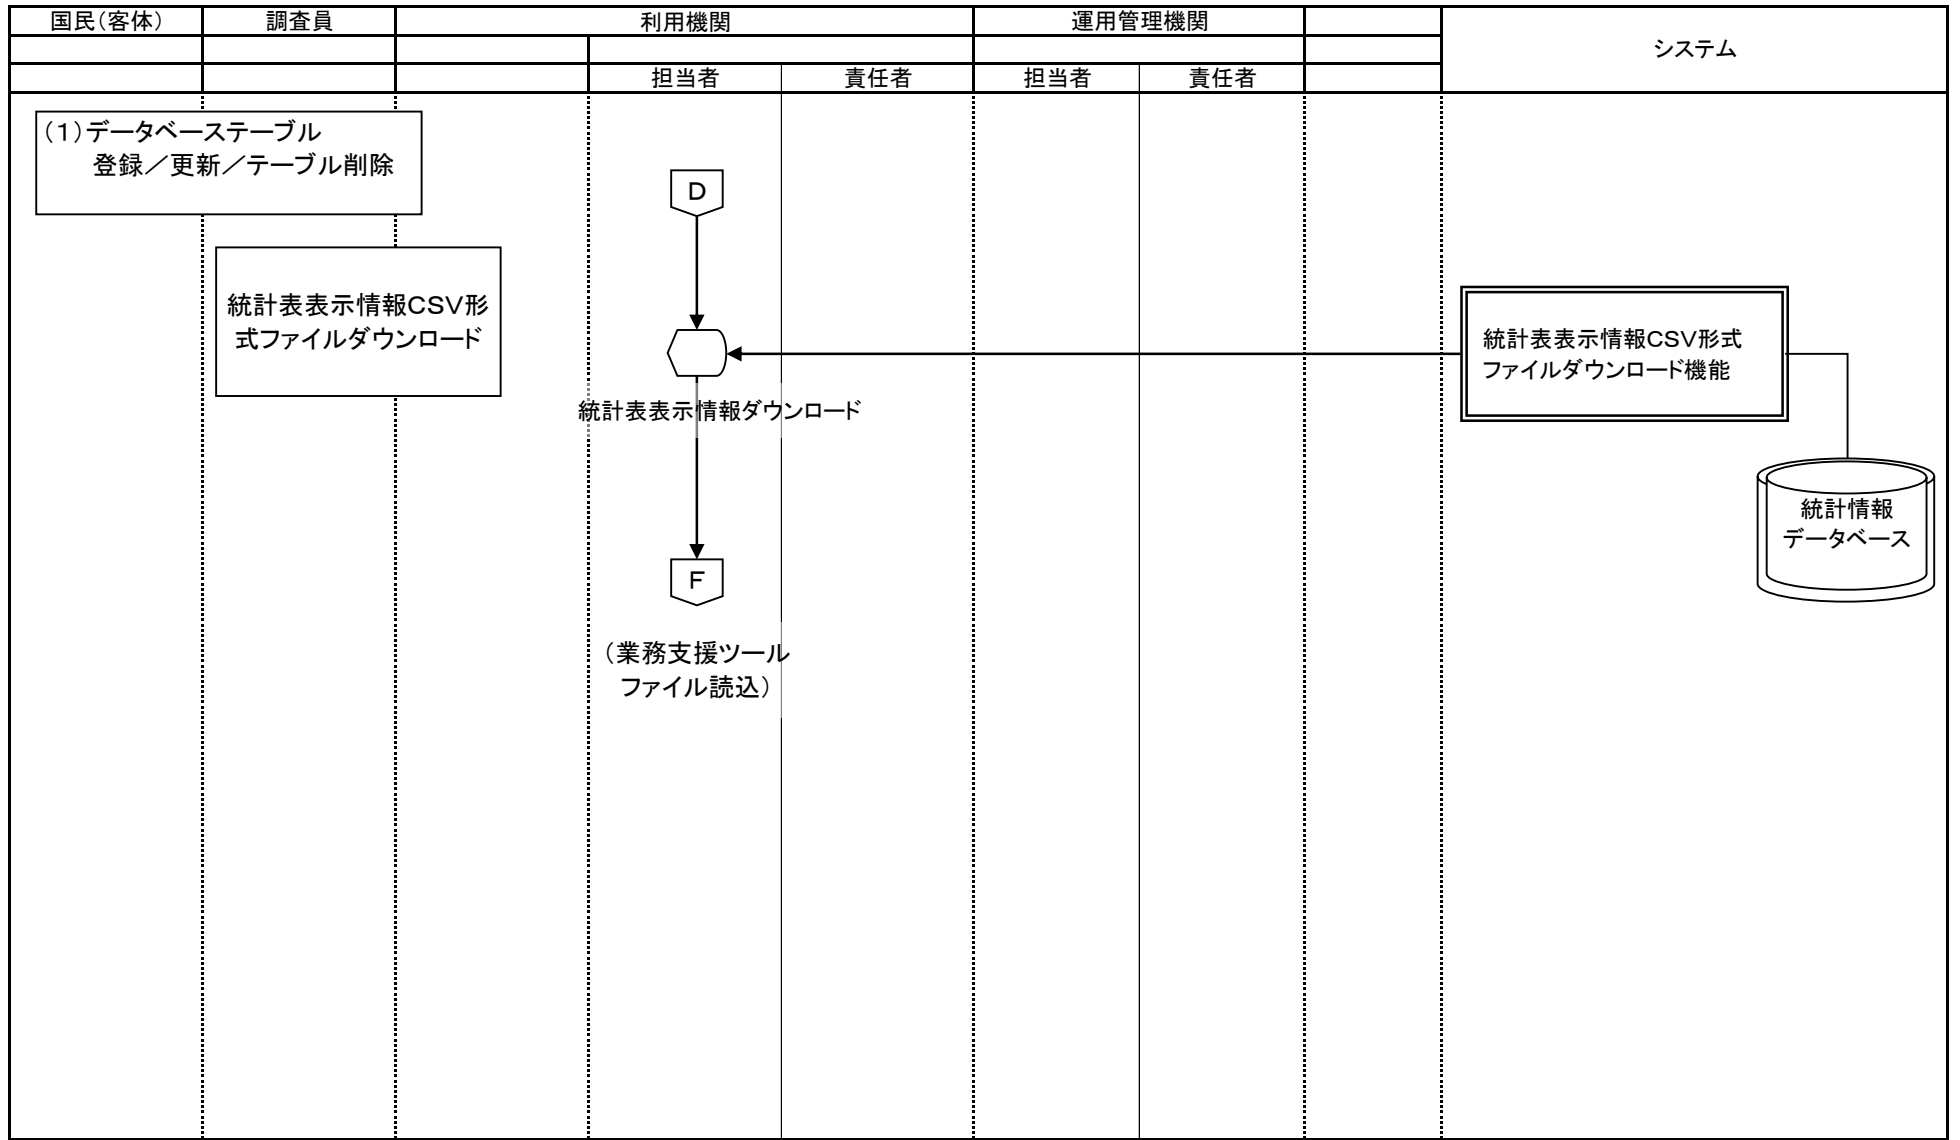 国民(客体)
調査員
利用機関
運用管理機関
システム
担当者
責任者
担当者
責任者
(1)データベーステーブル
登録/更新/テーブル削除
D
統計表表示情報CSV形
式ファイルダウンロード
統計表表示情報CSV形式
ファイルダウンロード機能
統計表表示情報ダウンロード
統計情報
データベース
F
(業務支援ツール
ファイル読込)